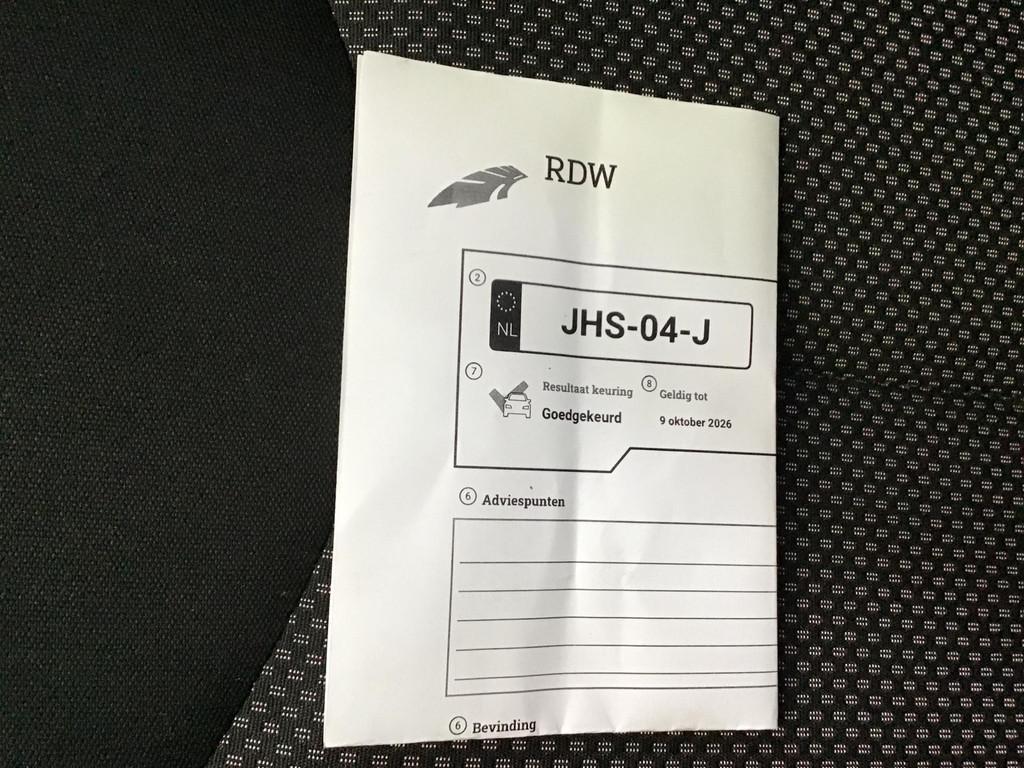 RDW
2
NL
JHS-04-J
7
Resultaat keuring
8
Geldig tot
Goedgekeurd
9 oktober 2026
6 Adviespunten
6 Bevinding